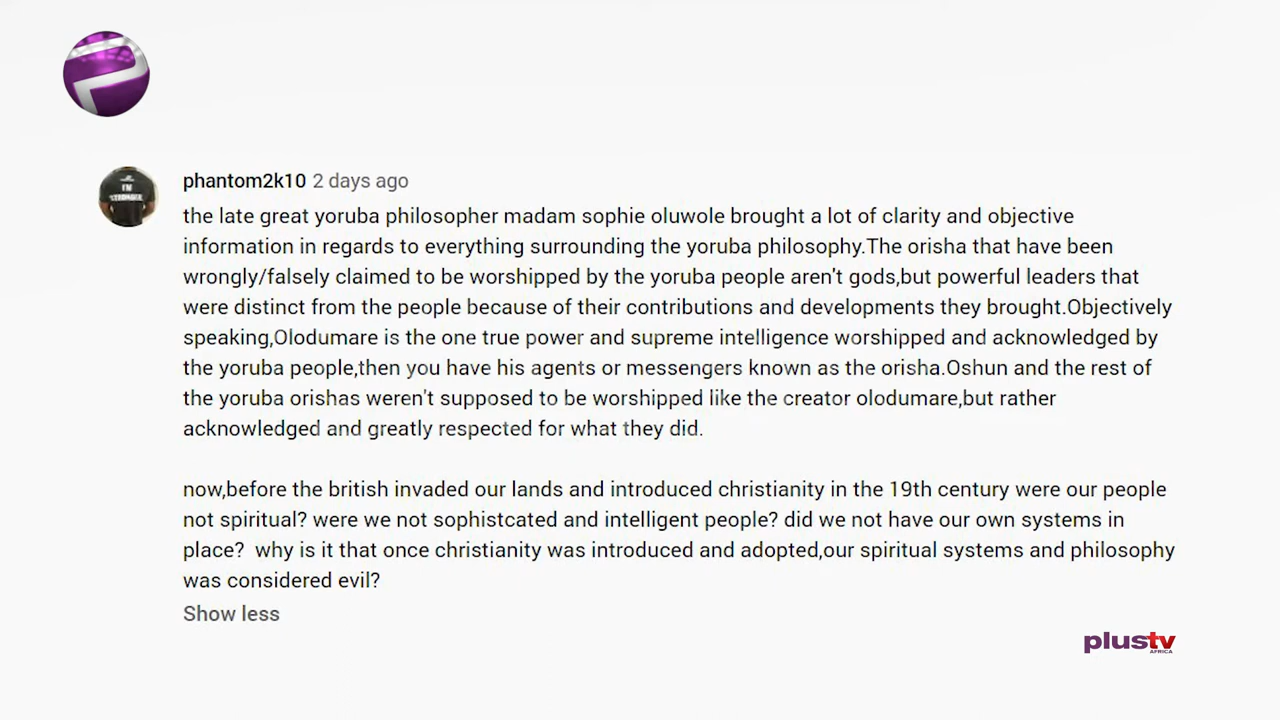 phantom2k10 2 days ago
the late great yoruba philosopher madam sophie oluwole brought a lot of clarity and objective
information in regards to everything surrounding the yoruba philosophy.The orisha that have been
wrongly/falsely claimed to be worshipped by the yoruba people aren't gods,but powerful leaders that
were distinct from the people because of their contributions and developments they brought.Objectively
speaking,Olodumare is the one true power and supreme intelligence worshipped and acknowledged by
the yoruba people,then you have his agents or messengers known as the orisha.Oshun and the rest of
the yoruba orishas weren't supposed to be worshipped like the creator olodumare,but rather
acknowledged and greatly respected for what they did.
now,before the british invaded our lands and introduced christianity in the 19th century were our people
not spiritual? were we not sophistcated and intelligent people? did we not have our own systems in
place?  why is it that once christianity was introduced and adopted,our spiritual systems and philosophy
was considered evil?
Show less
plustv
AFRICA